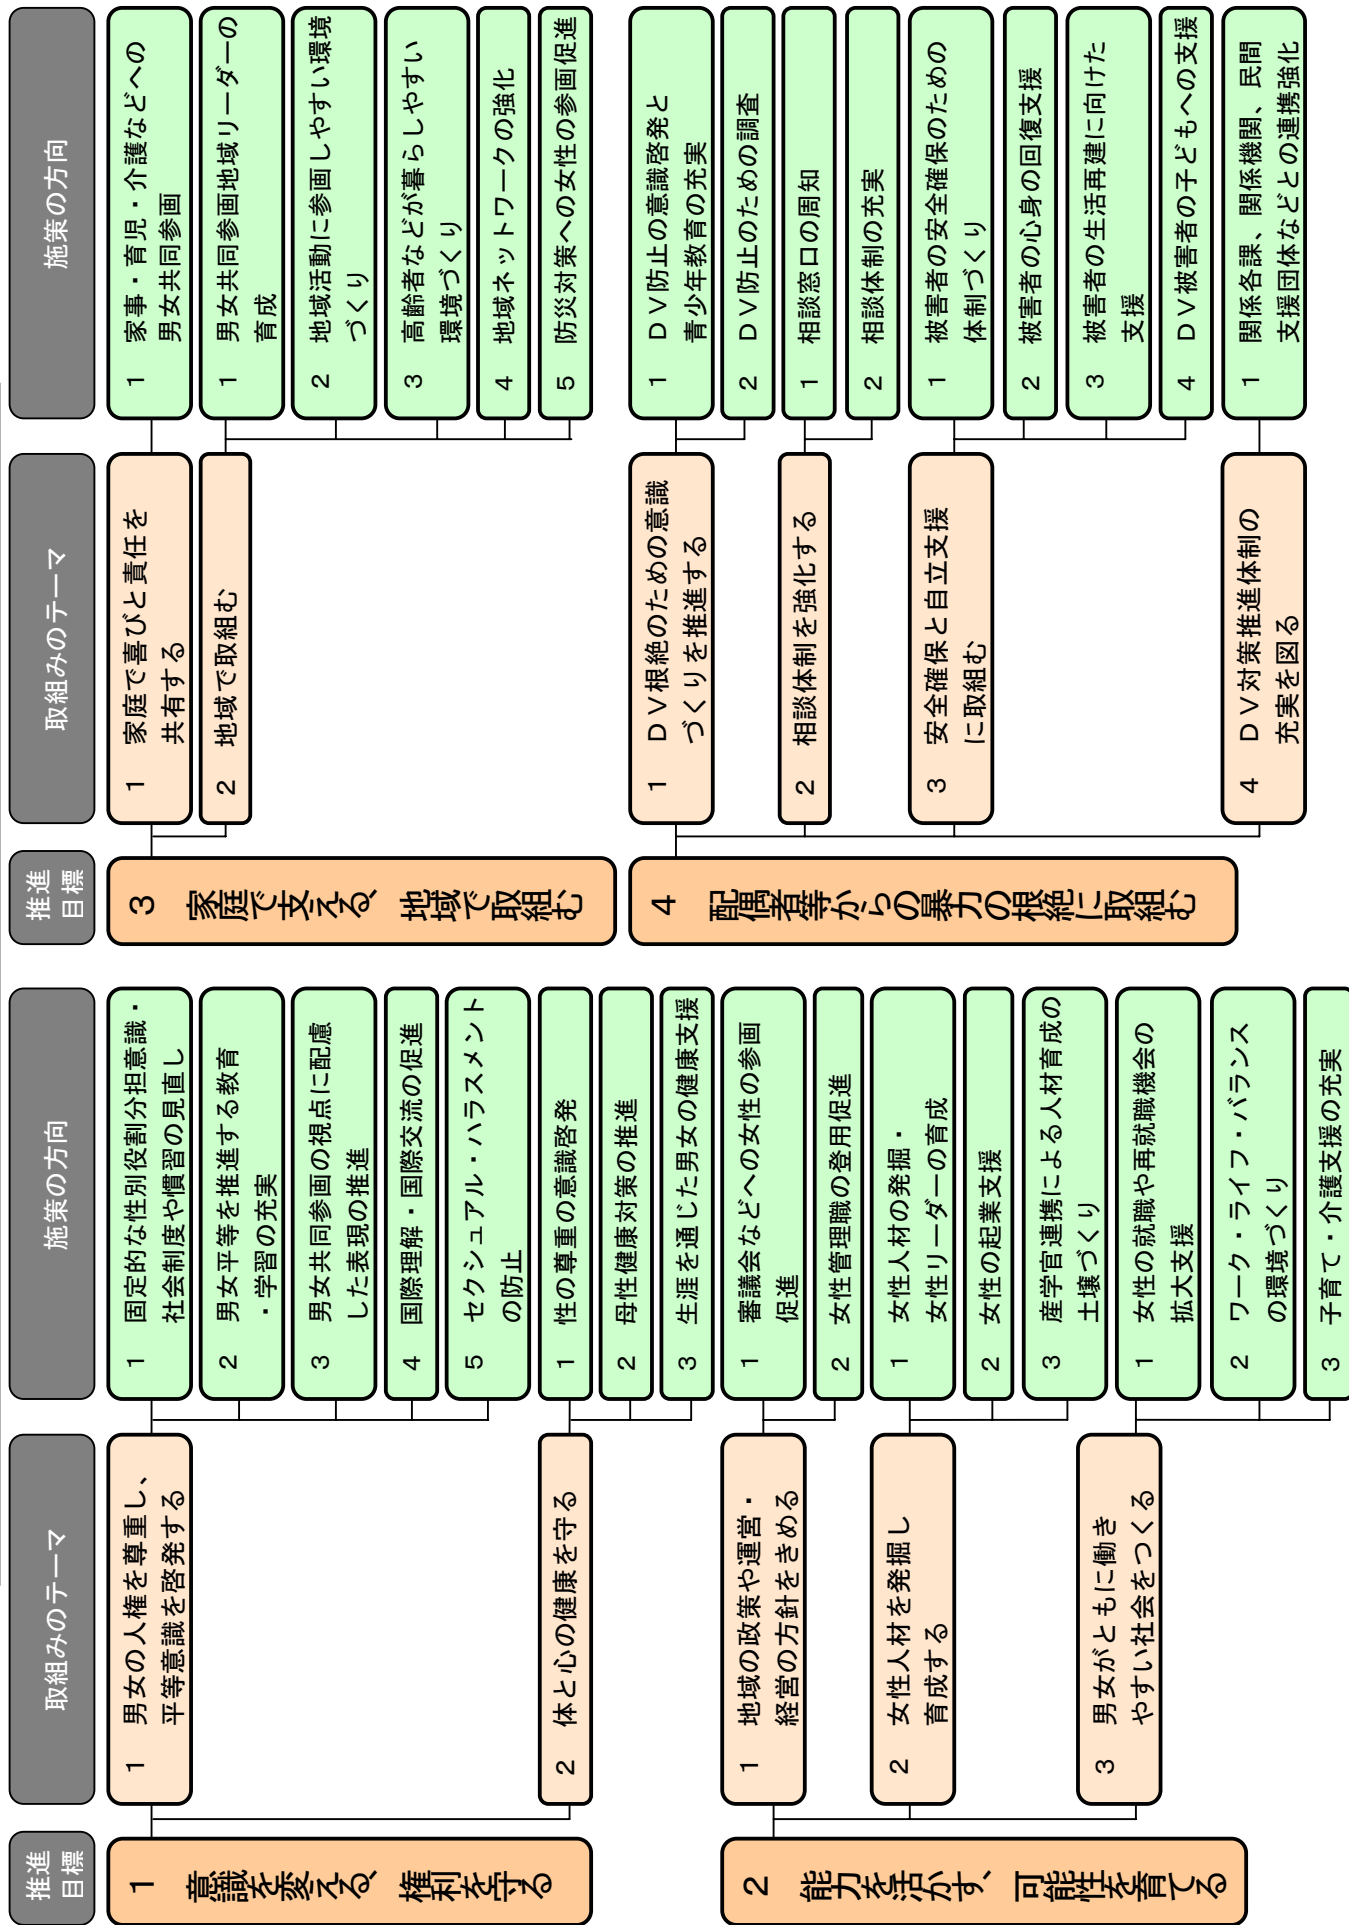 推進
目標
取組みのテーマ
施策の方向
1 意識を変える、権利を守る
1 男女の人権を尊重し、
平等意識を啓発する
1 固定的な性別役割分担意識・
社会制度や慣習の見直し
2 男女平等を推進する教育
・学習の充実
3 男女共同参画の視点に配慮
した表現の推進
4 国際理解・国際交流の促進
5 セクシュアル・ハラスメント
の防止
2 体と心の健康を守る
1 性の尊重の意識啓発
2 母性健康対策の推進
3 生涯を通じた男女の健康支援
2 能力を活かす、可能性を育てる
1 地域の政策や運営・
経営の方針をきめる
1 審議会などへの女性の参画
促進
2 女性管理職の登用促進
2 女性人材を発掘し
育成する
1 女性人材の発掘・
女性リーダーの育成
2 女性の起業支援
3 産学官連携による人材育成の
土壌づくり
3 男女がともに働き
やすい社会をつくる
1 女性の就職や再就職機会の
拡大支援
2 ワーク・ライフ・バランス
の環境づくり
3 子育て・介護支援の充実
推進
目標
取組みのテーマ
施策の方向
3 家庭で支える、地域で取組む
1 家庭で喜びと責任を
共有する
1 家事・育児・介護などへの
男女共同参画
2 地域で取組む
1 男女共同参画地域リーダーの
育成
2 地域活動に参画しやすい環境
づくり
3 高齢者などが暮らしやすい
環境づくり
4 地域ネットワークの強化
5 防災対策への女性の参画促進
4 配偶者等からの暴力の根絶に取組む
1 ＤＶ根絶のための意識
づくりを推進する
1 ＤＶ防止の意識啓発と
青少年教育の充実
2 ＤＶ防止のための調査
2 相談体制を強化する
1 相談窓口の周知
2 相談体制の充実
3 安全確保と自立支援
に取組む
1 被害者の安全確保のための
体制づくり
2 被害者の心身の回復支援
3 被害者の生活再建に向けた
支援
4 ＤＶ被害者の子どもへの支援
4 ＤＶ対策推進体制の
充実を図る
1 関係各課、関係機関、民間
支援団体などとの連携強化